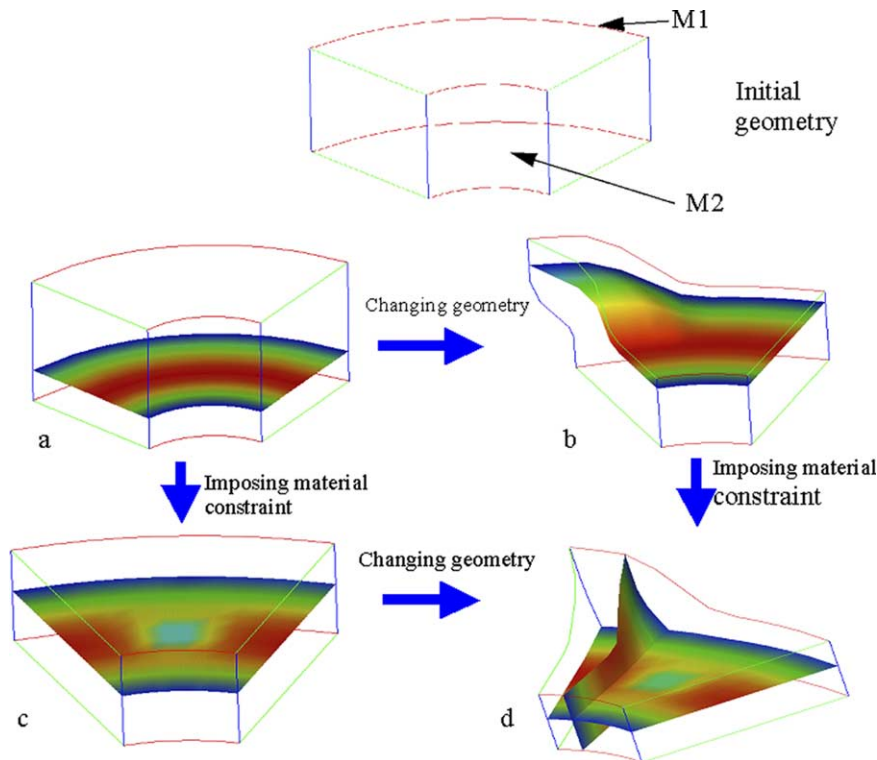 M1
Initial
geometry
M2
Changing geometry
a
b
Imposing material
constraint
Imposing material
constraint
Changing geometry
c
d